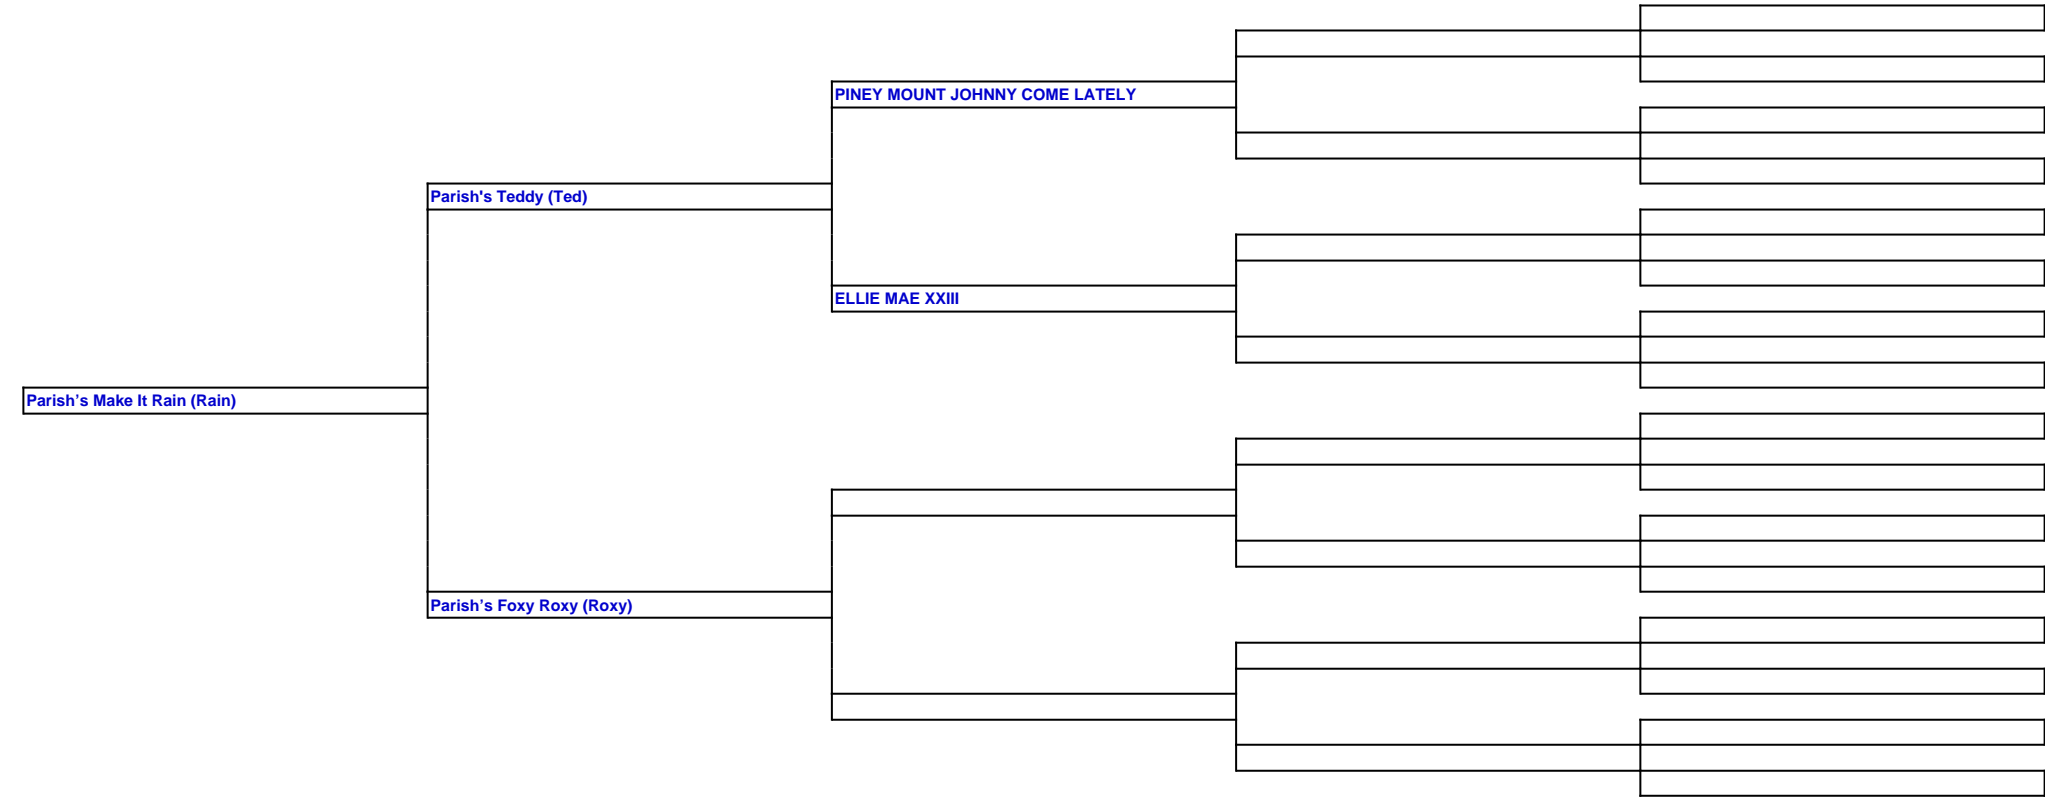 PINEY MOUNT JOHNNY COME LATELY
Parish's Teddy (Ted)
ELLIE MAE XXIII
Parish’s Make It Rain (Rain)
Parish’s Foxy Roxy (Roxy)